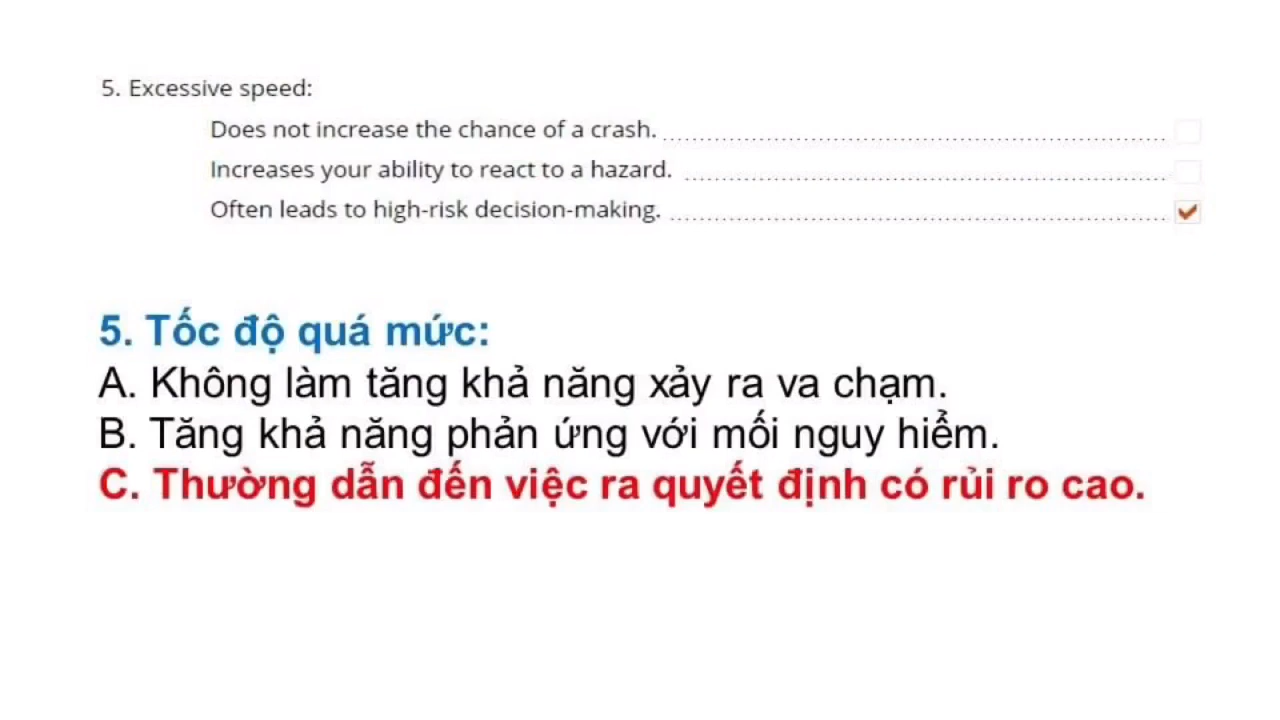 5. Excessive speed:
Does not increase the chance of a crash.
Increases your ability to react to a hazard.
Often leads to high-risk decision-making.
5. Tốc độ quá mức:
A. Không làm tăng khả năng xảy ra va chạm.
B. Tăng khả năng phản ứng với mối nguy hiểm.
C. Thường dẫn đến việc ra quyết định có rủi ro cao.